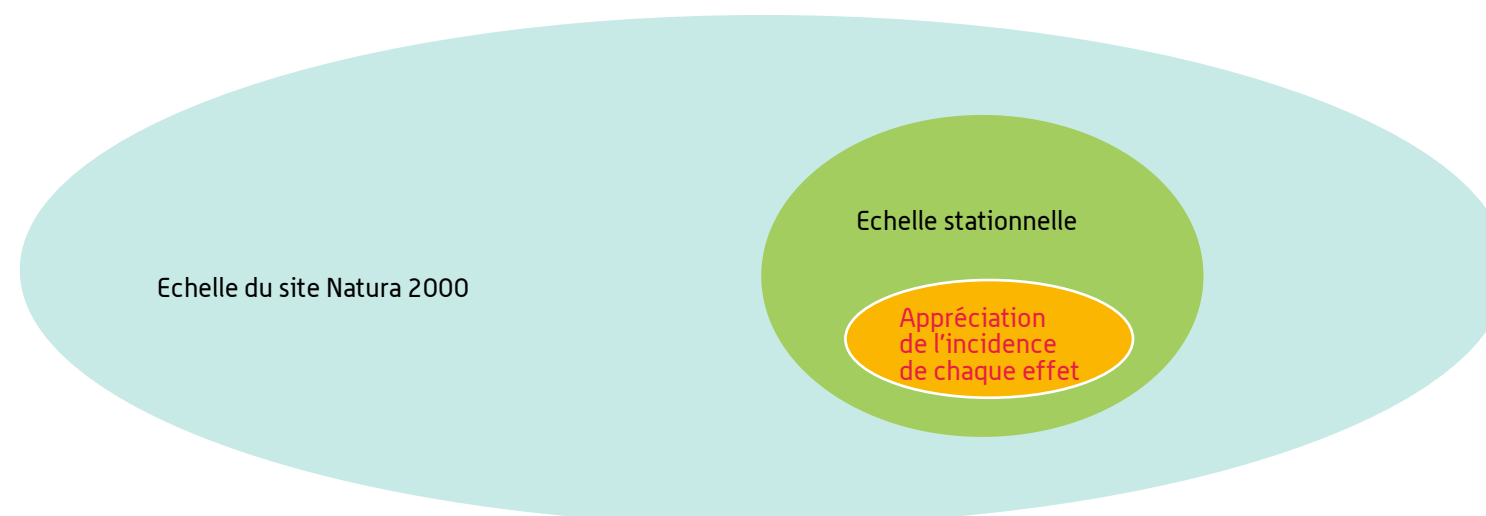 Echelle stationnelle
Echelle du site Natura 2000
Appréciation
de l'incidence
de chaque effet